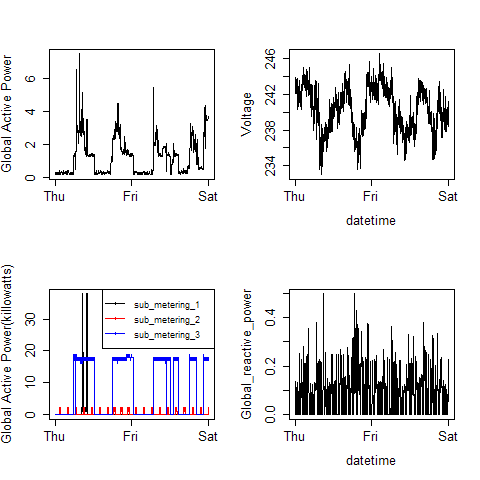 Global Active Power
0 2 4 6
Thu Fri Sat
Voltage
234 238 242 246
Thu Fri Sat
datetime
Global Active Power(killowatts)
0 10 20 30
sub_metering_1
sub_metering_2
sub_metering_3
Thu Fri Sat
Global_reactive_power
0.0 0.2 0.4
Thu Fri Sat
datetime